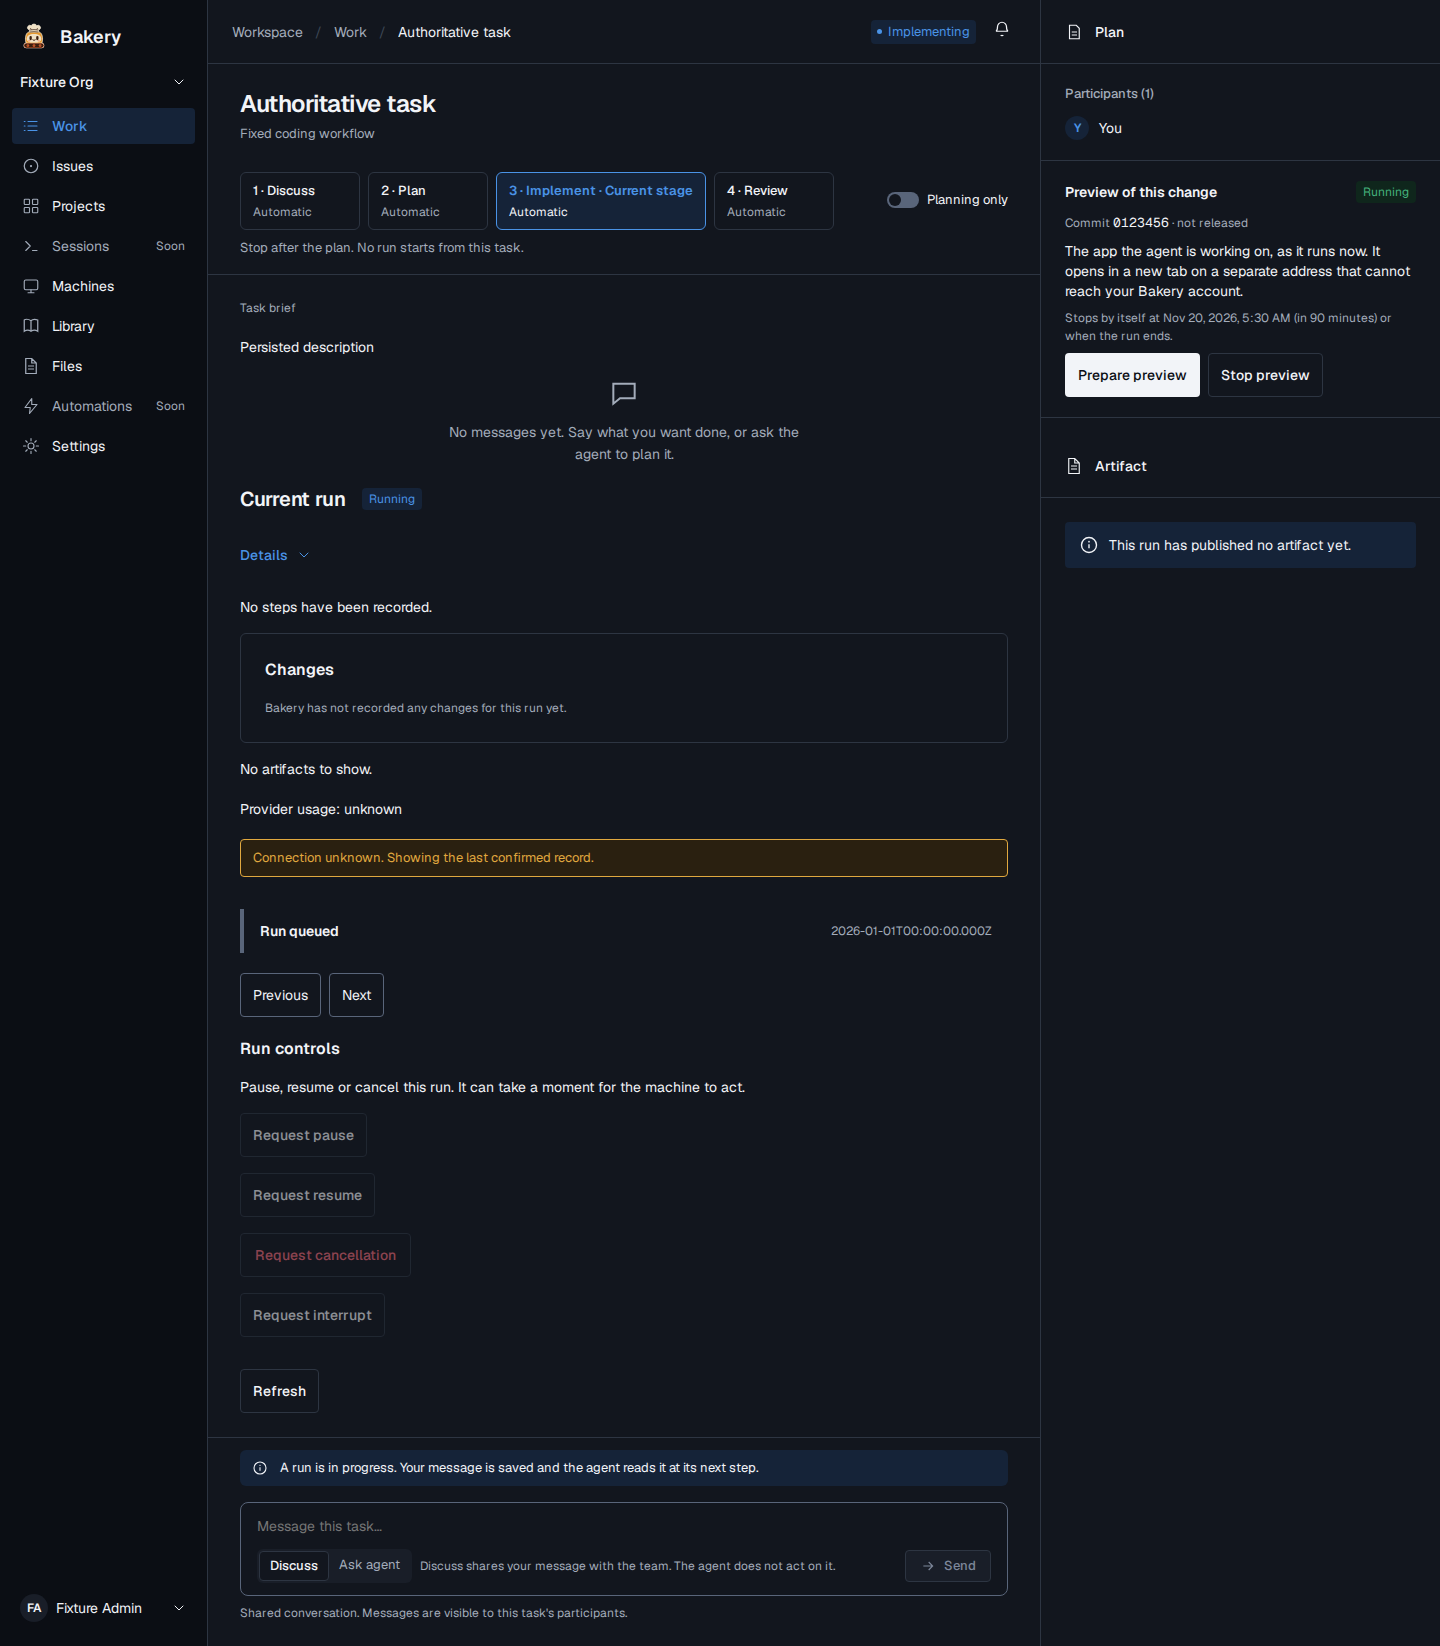 Bakery
Fixture Org
Work
Issues
Projects
Sessions Soon
Machines
Library
Files
Automations Soon
Settings
FA Fixture Admin
Workspace / Work / Authoritative task
Implementing
Authoritative task
Fixed coding workflow
1 · Discuss
Automatic
2 · Plan
Automatic
3 · Implement · Current stage
Automatic
4 · Review
Automatic
Planning only
Stop after the plan. No run starts from this task.
Task brief
Persisted description
No messages yet. Say what you want done, or ask the
agent to plan it.
Current run Running
Details
No steps have been recorded.
Changes
Bakery has not recorded any changes for this run yet.
No artifacts to show.
Provider usage: unknown
Connection unknown. Showing the last confirmed record.
Run queued 2026-01-01T00:00:00.000Z
Previous Next
Run controls
Pause, resume or cancel this run. It can take a moment for the machine to act.
Request pause
Request resume
Request cancellation
Request interrupt
Refresh
A run is in progress. Your message is saved and the agent reads it at its next step.
Message this task…
Discuss Ask agent Discuss shares your message with the team. The agent does not act on it. Send
Shared conversation. Messages are visible to this task's participants.
Plan
Participants (1)
Y You
Preview of this change Running
Commit 0123456 · not released
The app the agent is working on, as it runs now. It
opens in a new tab on a separate address that cannot
reach your Bakery account.
Stops by itself at Nov 20, 2026, 5:30 AM (in 90 minutes) or
when the run ends.
Prepare preview Stop preview
Artifact
This run has published no artifact yet.